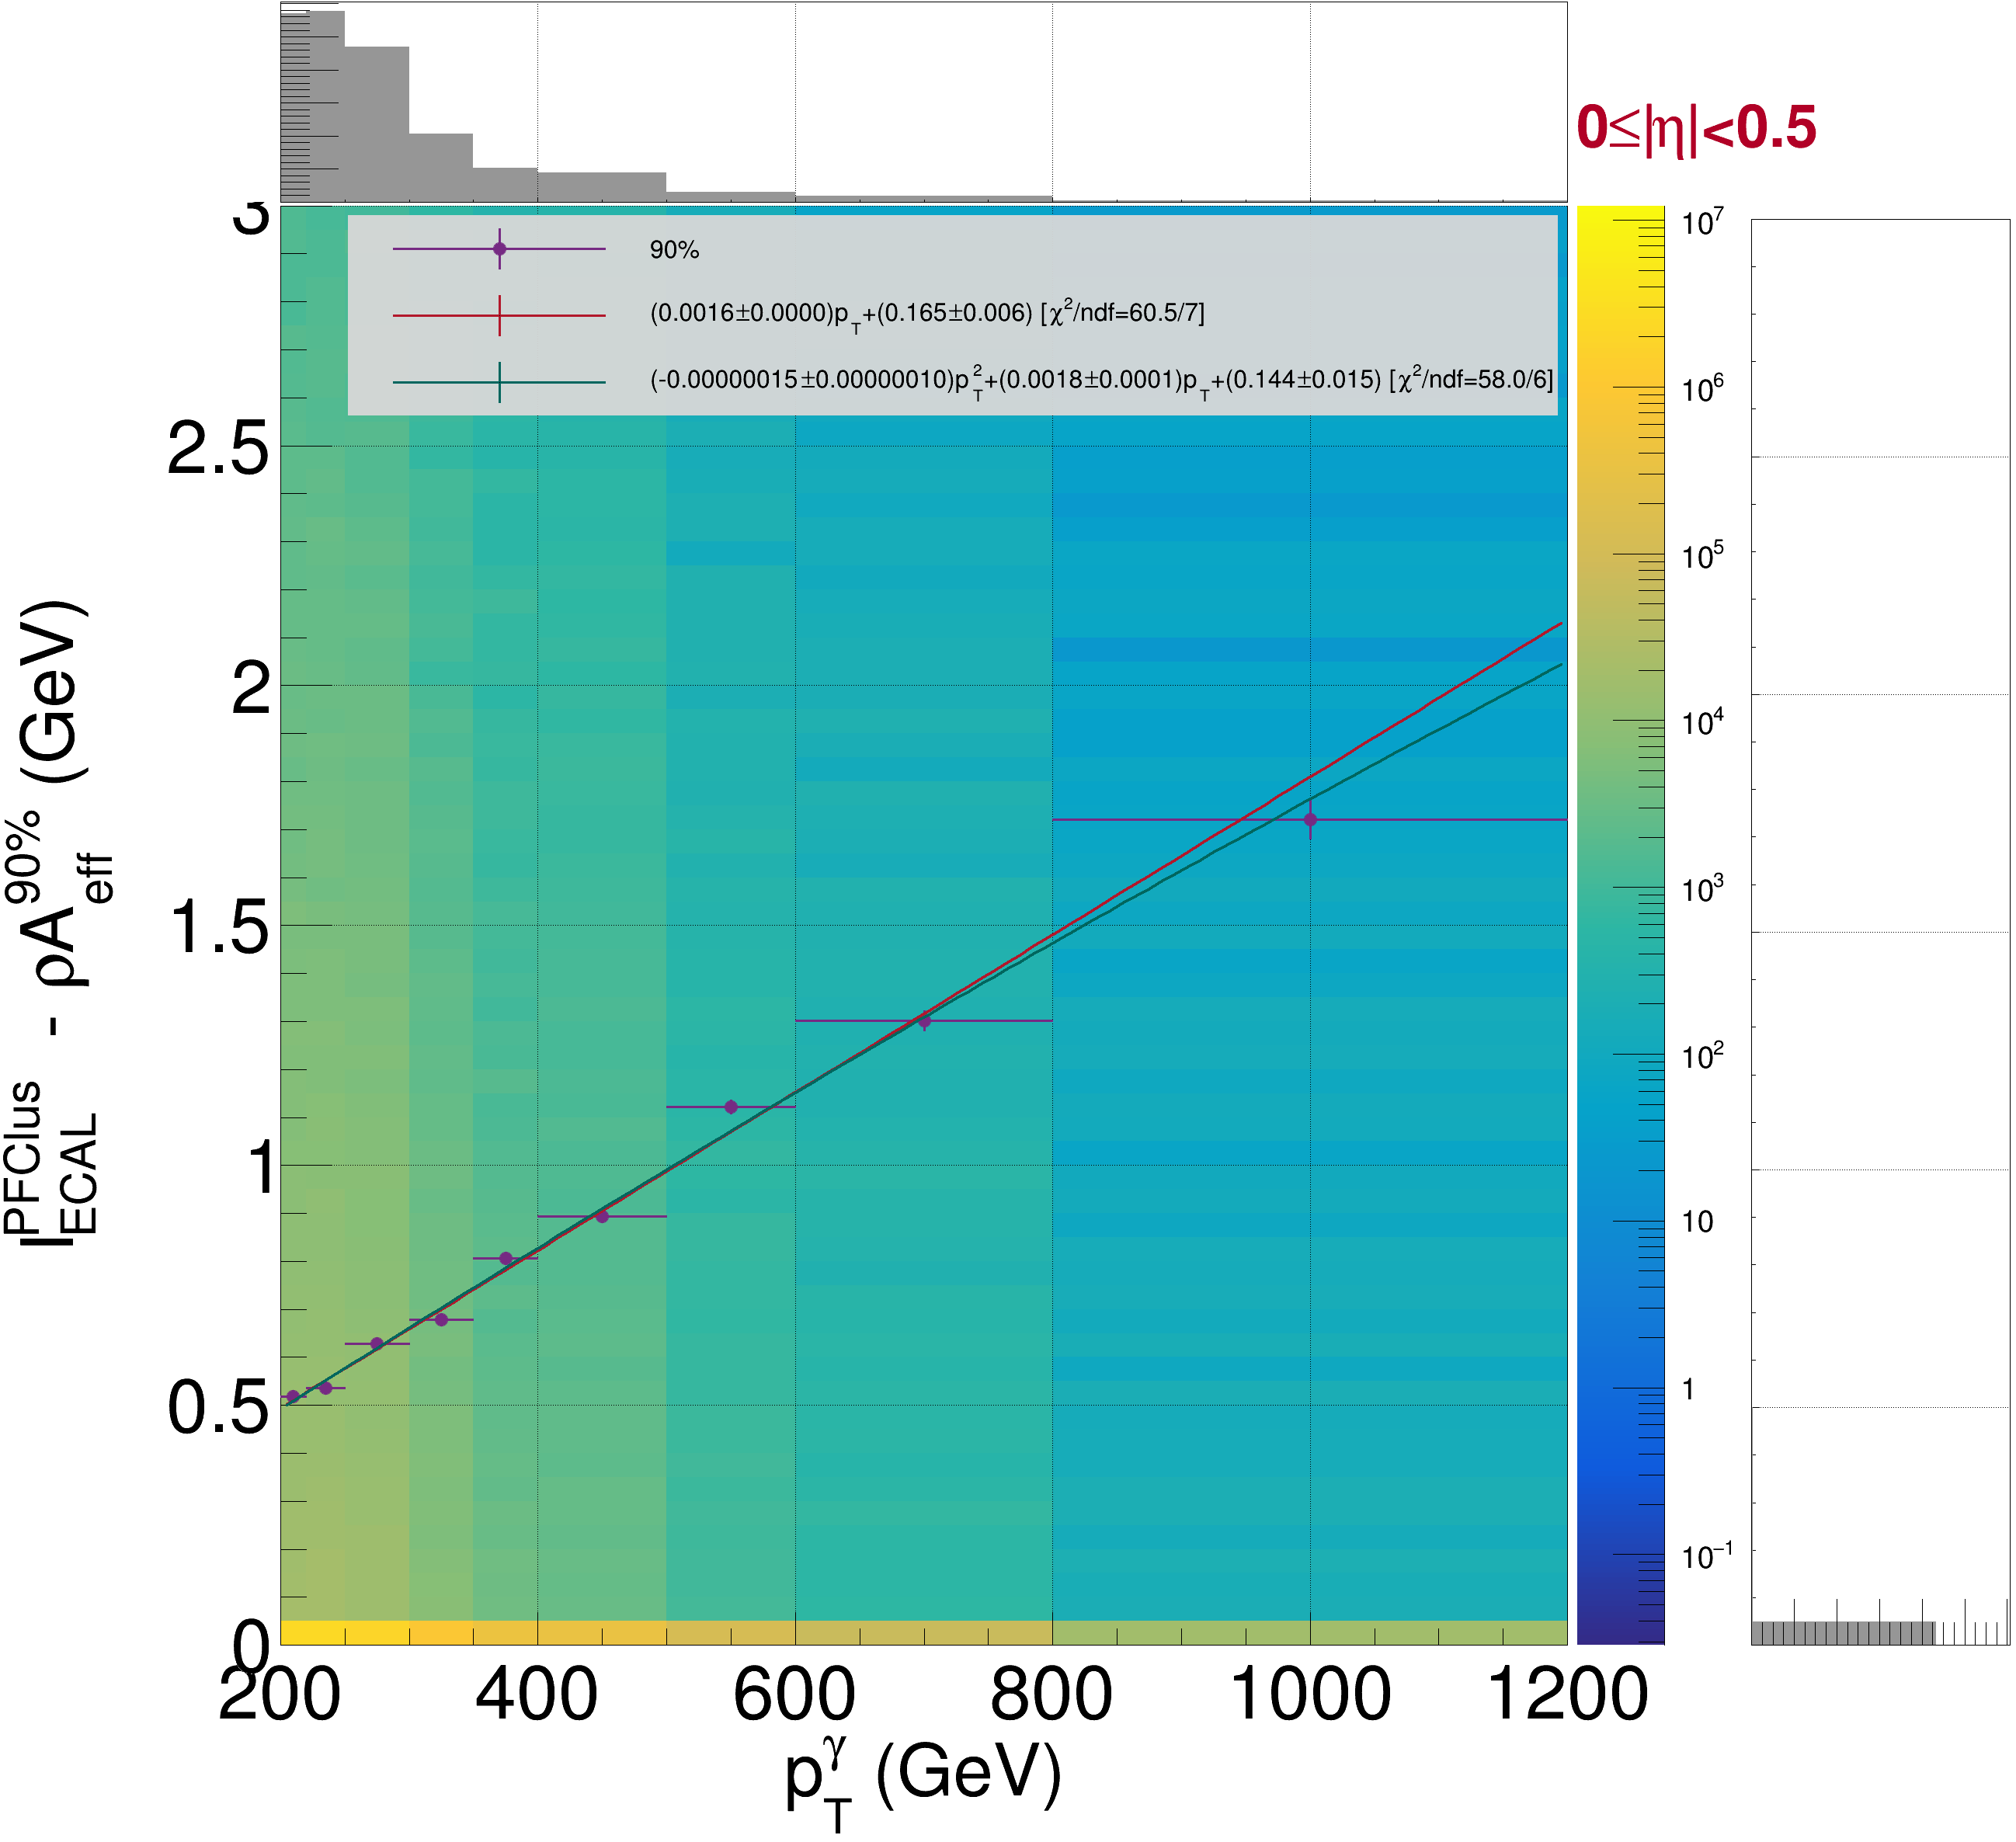 0≤|η|<0.5
90%
(0.0016±0.0000)p_T+(0.165±0.006) [χ²/ndf=60.5/7]
(-0.00000015±0.00000010)p_T²+(0.0018±0.0001)p_T+(0.144±0.015) [χ²/ndf=58.0/6]
3
2.5
2
1.5
1
0.5
0
I_ECAL^PFClus - ρA_eff^90% (GeV)
200 400 600 800 1000 1200
p_T^γ (GeV)
10⁷
10⁶
10⁵
10⁴
10³
10²
10
1
10⁻¹